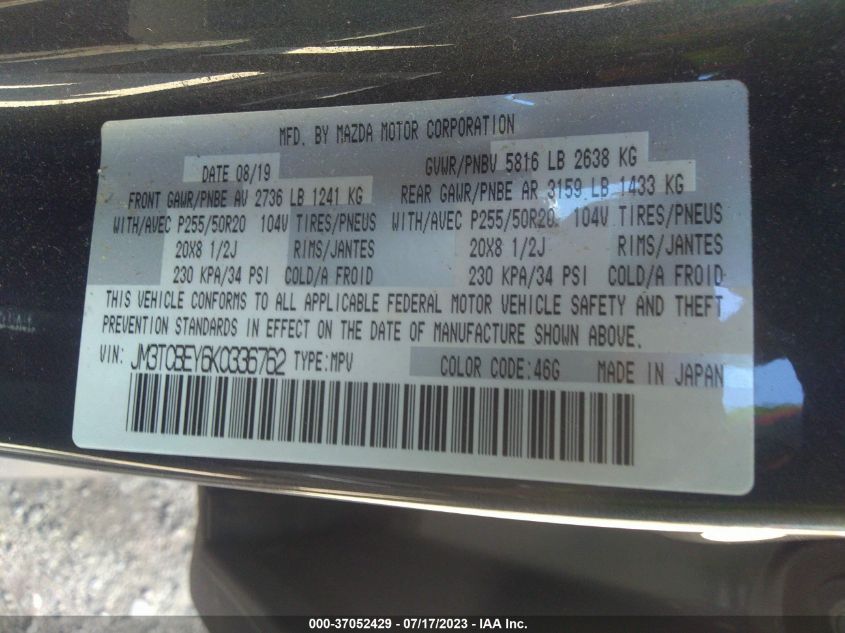 MFD. BY MAZDA MOTOR CORPORATION
DATE 08/19 GVWR/PNBV 5816 LB 2638 KG
FRONT GAWR/PNBE AV 2736 LB 1241 KG REAR GAWR/PNBE AR 3159 LB 1433 KG
WITH/AVEC P255/50R20 104V TIRES/PNEUS WITH/AVEC P255/50R20 104V TIRES/PNEUS
20X8 1/2J RIMS/JANTES 20X8 1/2J RIMS/JANTES
230 KPA/34 PSI COLD/A FROID 230 KPA/34 PSI COLD/A FROID
THIS VEHICLE CONFORMS TO ALL APPLICABLE FEDERAL MOTOR VEHICLE SAFETY AND THEFT
PREVENTION STANDARDS IN EFFECT ON THE DATE OF MANUFACTURE SHOWN ABOVE.
VIN: JM3TCBEY6K0336762 TYPE:MPV COLOR CODE:46G MADE IN JAPAN
000-37052429 - 07/17/2023 - IAA Inc.